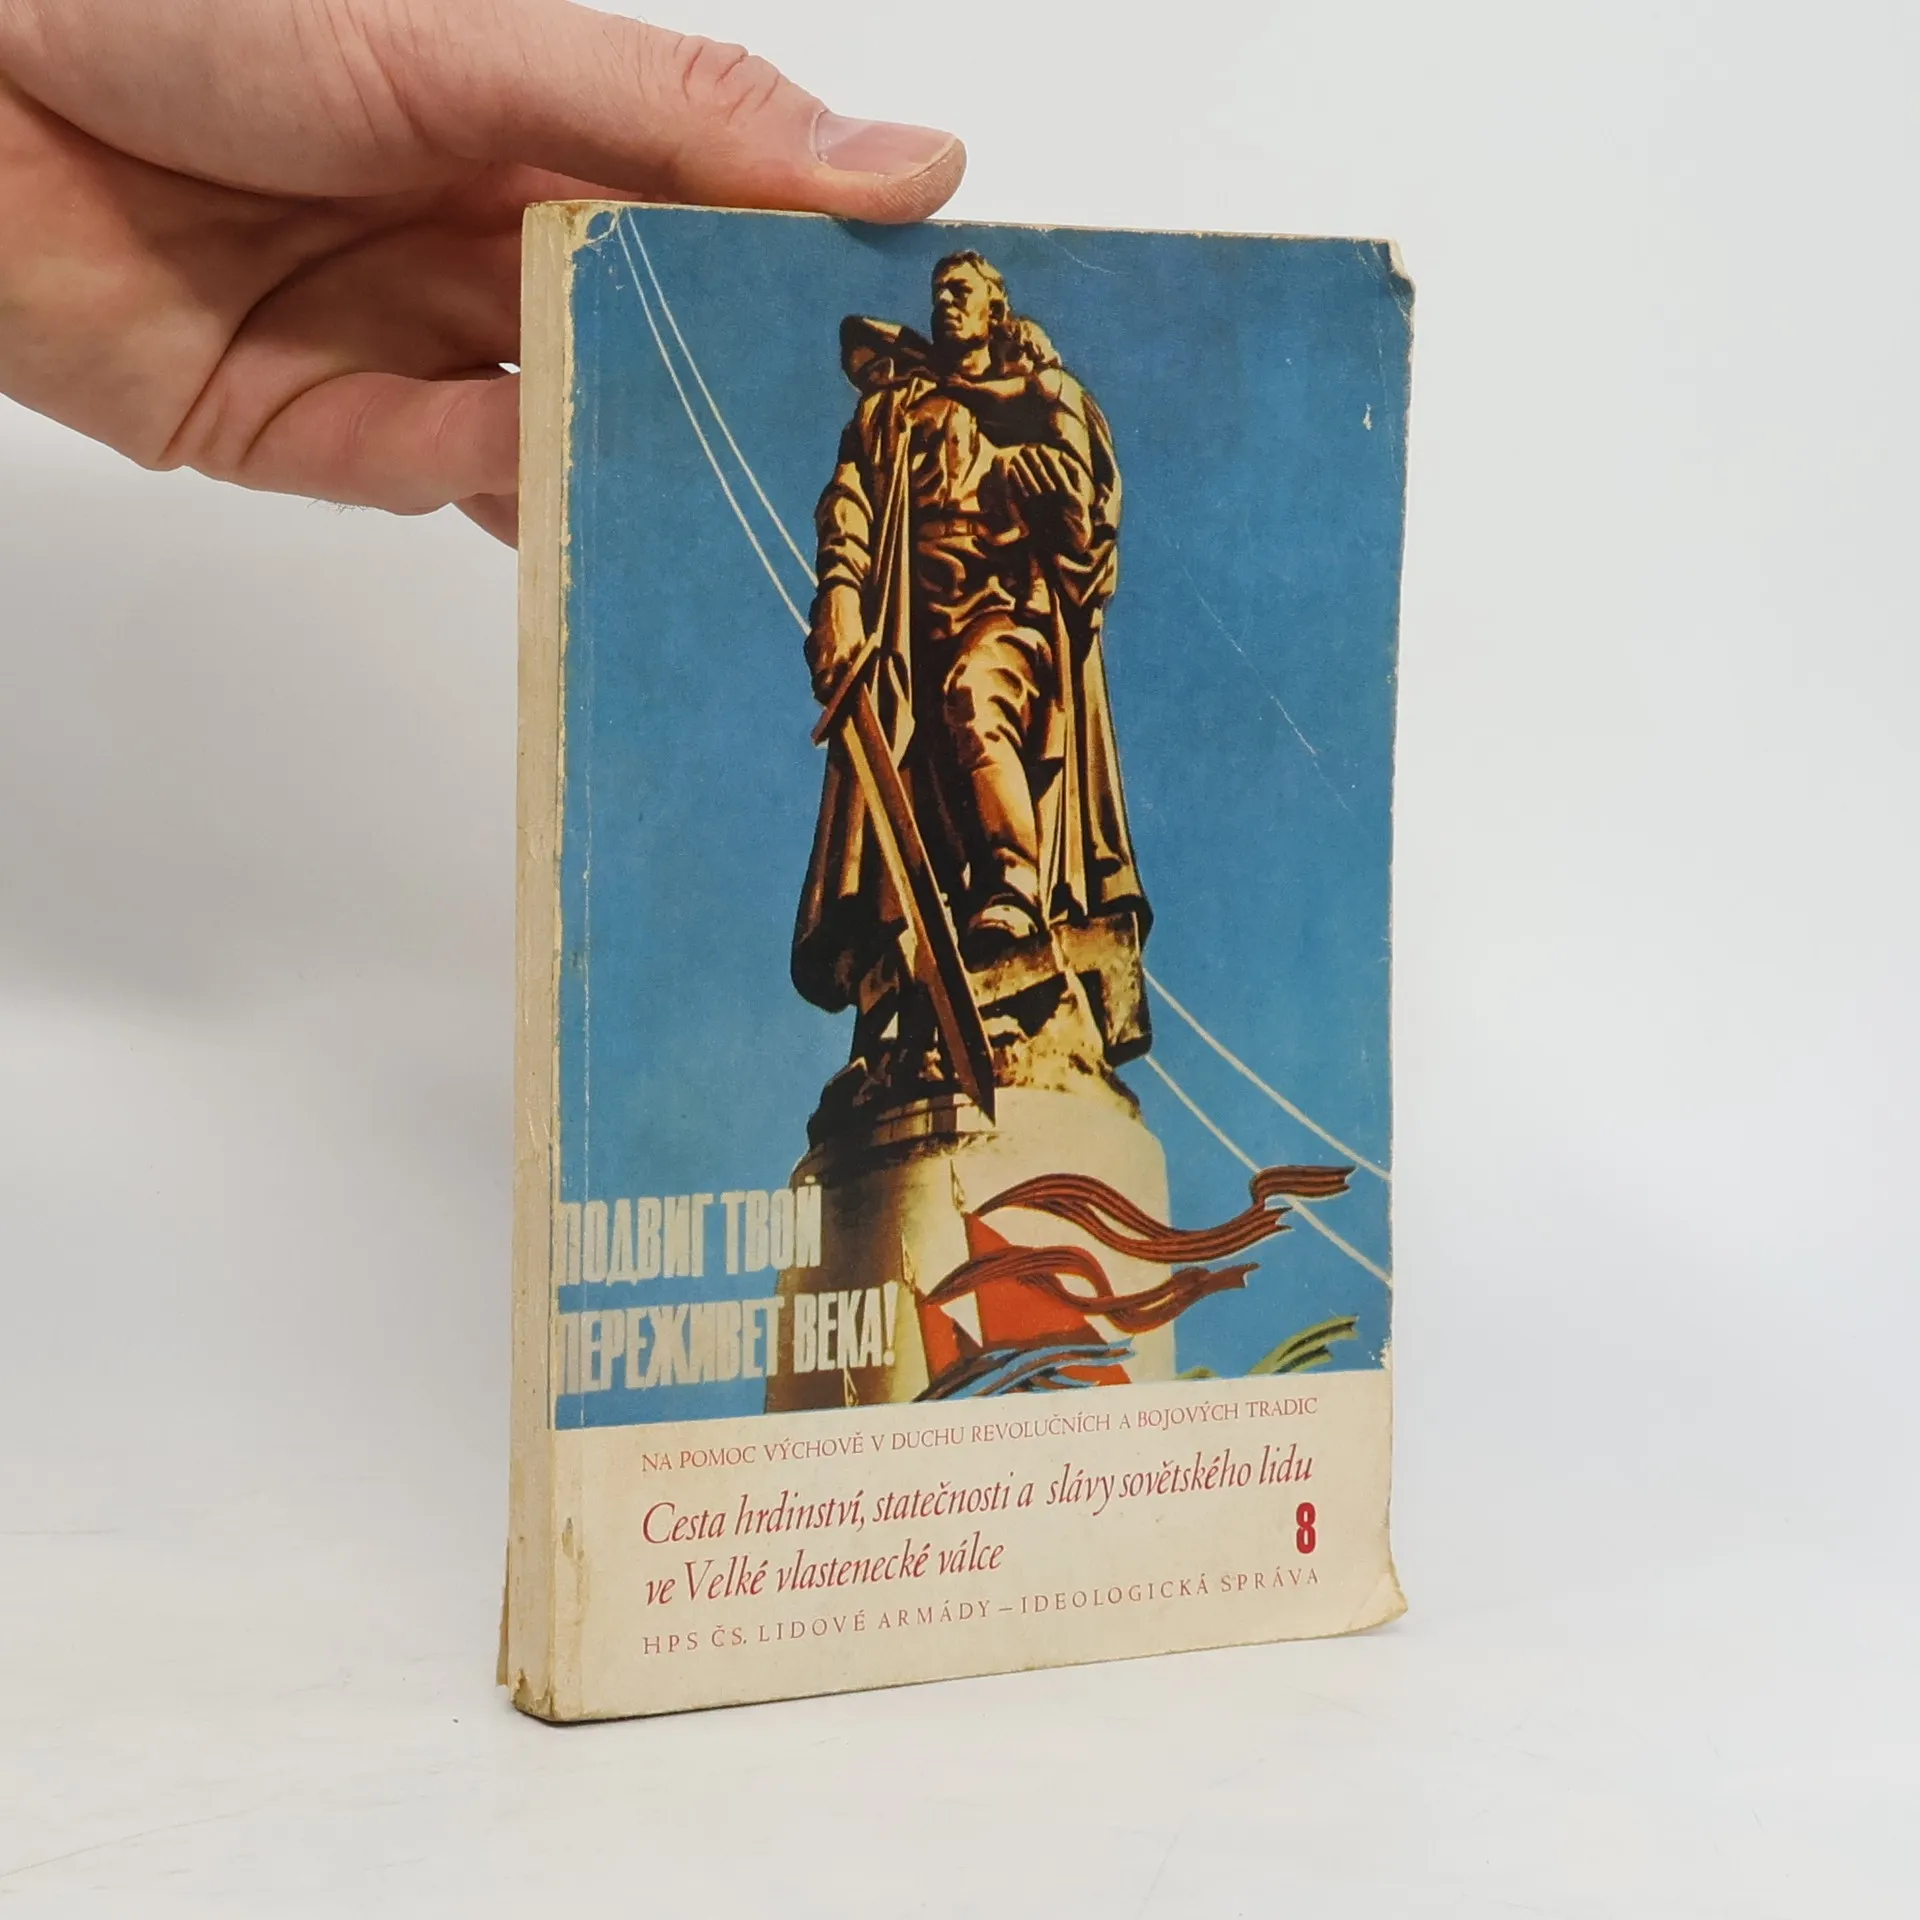 ПОДВИГ ТВОЙ
ПЕРЕЖИВЕТ ВЕКА!
NA POMOC VÝCHOVĚ V DUCHU REVOLUČNÍCH A BOJOVÝCH TRADIC
Cesta hrdinství, statečnosti a slávy sovětského lidu
ve Velké vlastenecké válce
8
HPS ČS. LIDOVÉ ARMÁDY – IDEOLOGICKÁ SPRÁVA